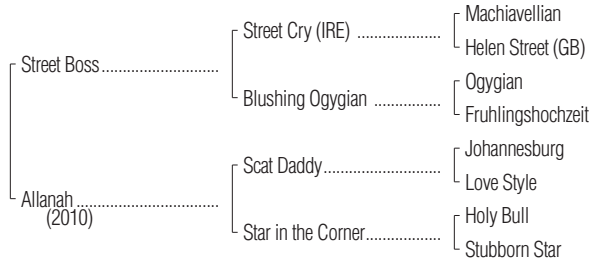 Machiavellian
Street Cry (IRE) ..................
Helen Street (GB)
Street Boss.........................
Ogygian
Blushing Ogygian ..............
Fruhlingshochzeit
Johannesburg
Scat Daddy.........................
Love Style
Allanah ..............................
(2010)
Holy Bull
Star in the Corner................
Stubborn Star